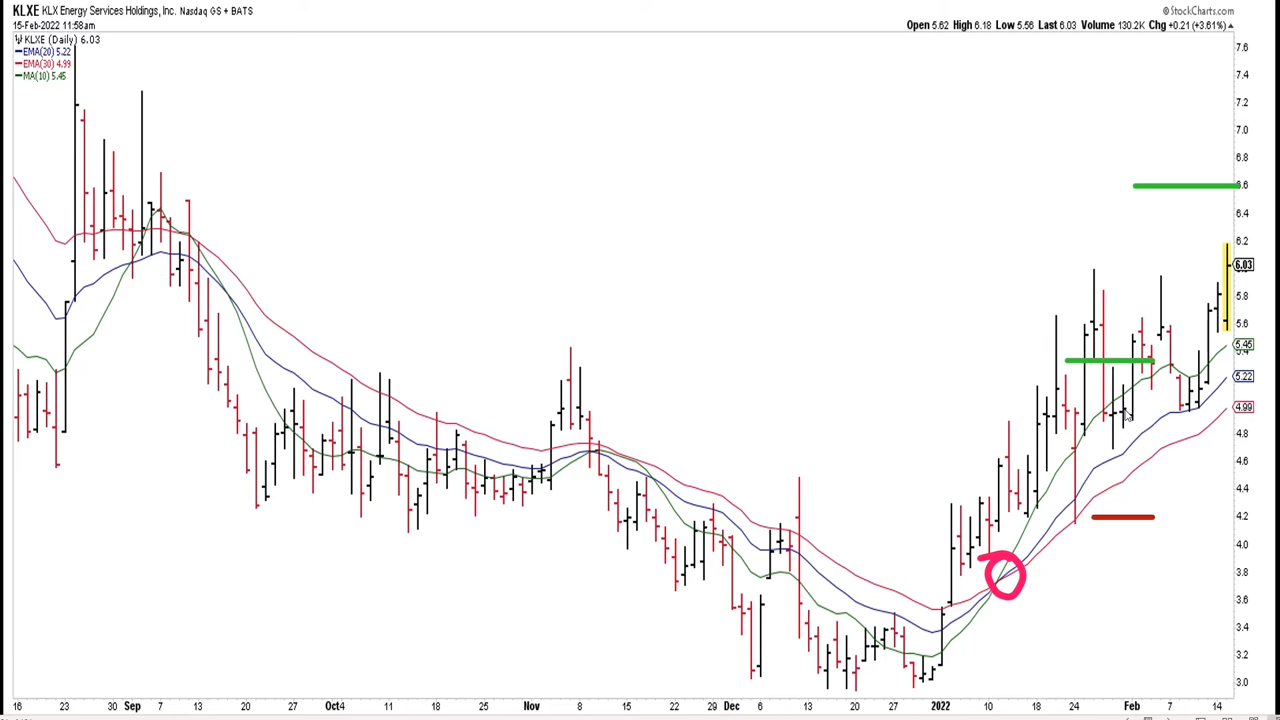 KLXE KLX Energy Services Holdings, Inc. Nasdaq GS + BATS
© StockCharts.com
15-Feb-2022 11:58am
Open 5.62 High 6.18 Low 5.56 Last 6.03 Volume 130.2K Chg +0.21 (+3.61%)
KLXE (Daily) 6.03
EMA(20) 5.22
EMA(30) 4.99
MA(10) 5.45
7.6
7.4
7.2
7.0
6.8
6.6
6.4
6.2
6.03
5.8
5.6
5.45
5.4
5.22
4.99
4.8
4.6
4.4
4.2
4.0
3.8
3.6
3.4
3.2
3.0
16 23 30 Sep 7 13 20 27 Oct4 11 18 25 Nov 8 15 22 Dec 6 13 20 27 2022 10 18 24 Feb 7 14